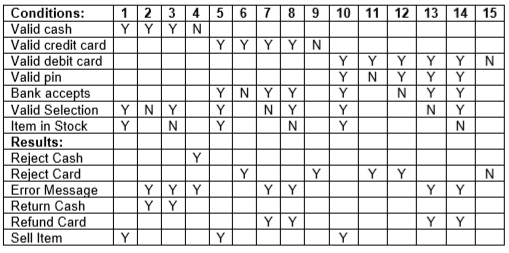 Conditions: 1 2 3 4 5 6 7 8 9 10 11 12 13 14 15
Valid cash Y Y Y N
Valid credit card Y Y Y Y N
Valid debit card Y Y Y Y Y N
Valid pin Y N Y Y Y
Bank accepts Y N Y Y Y N Y Y
Valid Selection Y N Y Y N Y Y N Y
Item in Stock Y N Y N Y N
Results:
Reject Cash Y
Reject Card Y Y Y Y N
Error Message Y Y Y Y Y Y Y
Return Cash Y Y
Refund Card Y Y Y Y
Sell Item Y Y Y